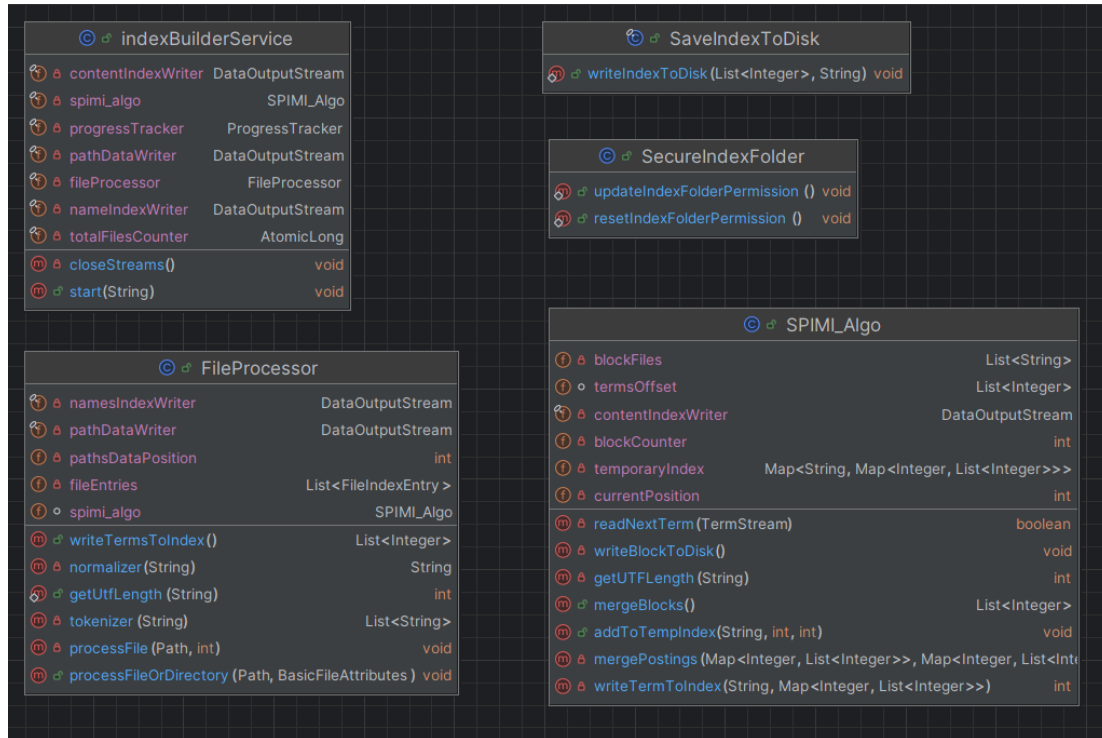 indexBuilderService
contentIndexWriter DataOutputStream
spimi_algo SPIMI_Algo
progressTracker ProgressTracker
pathDataWriter DataOutputStream
fileProcessor FileProcessor
nameIndexWriter DataOutputStream
totalFilesCounter AtomicLong
closeStreams() void
start(String) void
FileProcessor
namesIndexWriter DataOutputStream
pathDataWriter DataOutputStream
pathsDataPosition int
fileEntries List<FileIndexEntry>
spimi_algo SPIMI_Algo
writeTermsToIndex() List<Integer>
normalizer(String) String
getUtfLength (String) int
tokenizer (String) List<String>
processFile(Path, int) void
processFileOrDirectory(Path, BasicFileAttributes) void
SaveIndexToDisk
writeIndexToDisk(List<Integer>, String) void
SecureIndexFolder
updateIndexFolderPermission () void
resetIndexFolderPermission () void
SPIMI_Algo
blockFiles List<String>
termsOffset List<Integer>
contentIndexWriter DataOutputStream
blockCounter int
temporaryIndex Map<String, Map<Integer, List<Integer>>>
currentPosition int
readNextTerm(TermStream) boolean
writeBlockToDisk() void
getUTFLength(String) int
mergeBlocks() List<Integer>
addToTempIndex(String, int, int) void
mergePostings(Map<Integer, List<Integer>>, Map<Integer, List<Inte
writeTermToIndex(String, Map<Integer, List<Integer>>) int